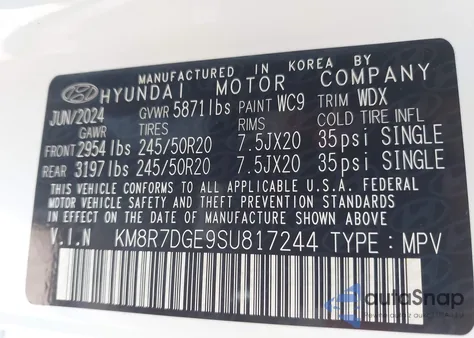 MANUFACTURED IN KOREA BY
HYUNDAI MOTOR COMPANY
JUN/2024 GVWR 5871lbs PAINT WC9 TRIM WDX
GAWR TIRES RIMS COLD TIRE INFL
FRONT 2954lbs 245/50R20 7.5JX20 35psi SINGLE
REAR 3197lbs 245/50R20 7.5JX20 35psi SINGLE
THIS VEHICLE CONFORMS TO ALL APPLICABLE U.S.A. FEDERAL
MOTOR VEHICLE SAFETY, BUMPER, AND
THEFT PREVENTION STANDARDS
IN EFFECT ON THE DATE OF MANUFACTURE SHOWN ABOVE.
V.I.N KM8R7DGE9SU817244 TYPE : MPV
autoSnap